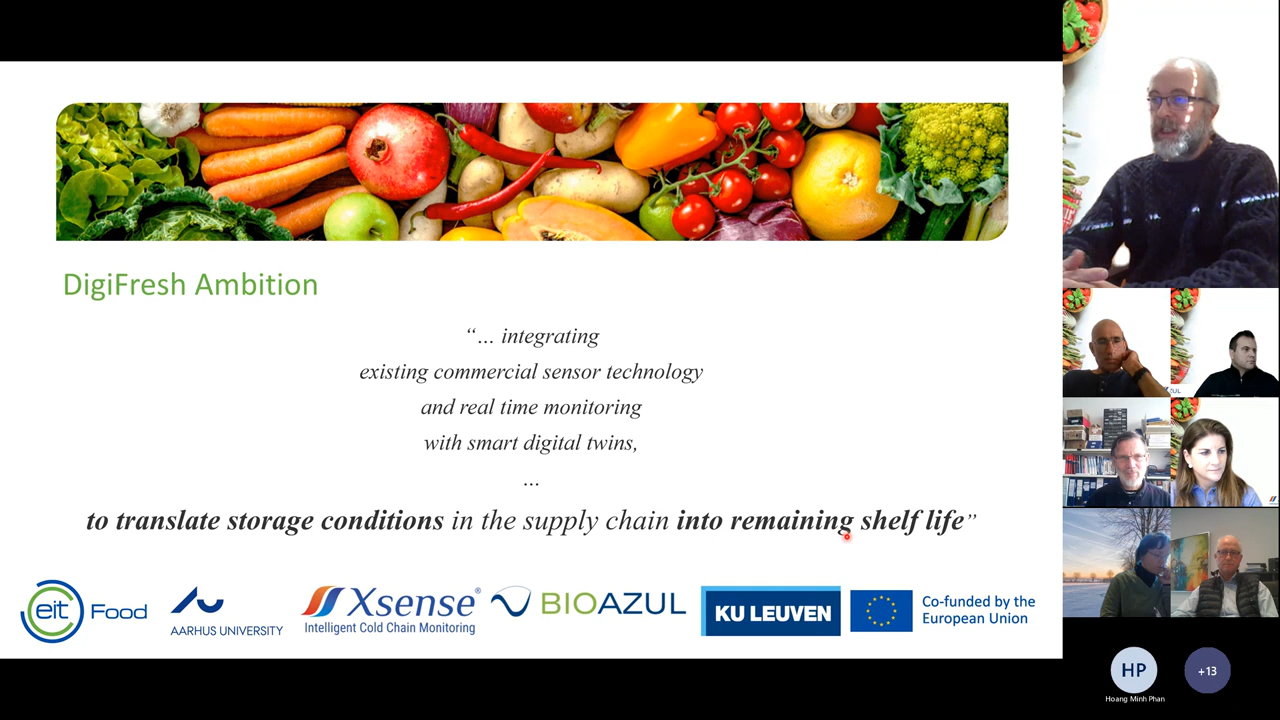 DigiFresh Ambition
“… integrating
existing commercial sensor technology
and real time monitoring
with smart digital twins,
…
to translate storage conditions in the supply chain into remaining shelf life”
eit Food
AARHUS UNIVERSITY
Xsense®
Intelligent Cold Chain Monitoring
BIOAZUL
KU LEUVEN
Co-funded by the
European Union
HP
+13
Hoang Minh Phan